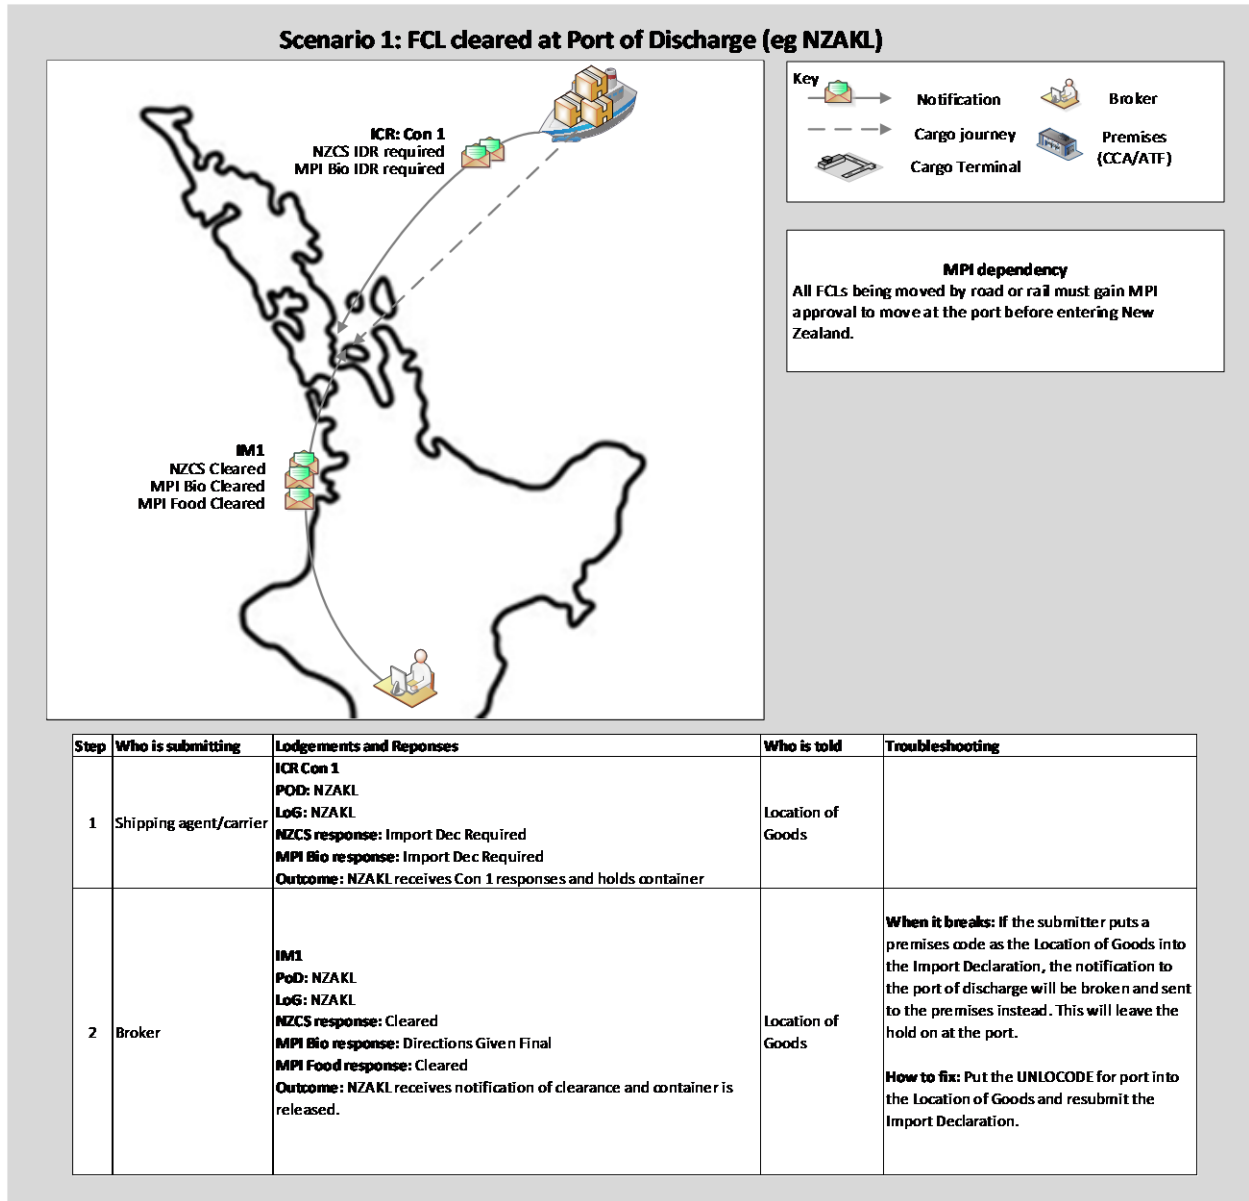 Scenario 1: FCL cleared at Port of Discharge (eg NZAKL)
ICR: Con 1
NZCS IDR required
MPI Bio IDR required
IM1
NZCS Cleared
MPI Bio Cleared
MPI Food Cleared
Key
Notification
Broker
Cargo journey
Premises
(CCA/ATF)
Cargo Terminal
MPI dependency
All FCLs being moved by road or rail must gain MPI
approval to move at the port before entering New
Zealand.
Step Who is submitting Lodgements and Reponses Who is told Troubleshooting
1
Shipping agent/carrier
ICR Con 1
POD: NZAKL
LoG: NZAKL
NZCS response: Import Dec Required
MPI Bio response: Import Dec Required
Outcome: NZAKL receives Con 1 responses and holds container
Location of
Goods
2
Broker
IM1
PoD: NZAKL
LoG: NZAKL
NZCS response: Cleared
MPI Bio response: Directions Given Final
MPI Food response: Cleared
Outcome: NZAKL receives notification of clearance and container is
released.
Location of
Goods
When it breaks: If the submitter puts a
premises code as the Location of Goods into
the Import Declaration, the notification to
the port of discharge will be broken and sent
to the premises instead. This will leave the
hold on at the port.
How to fix: Put the UNLOCODE for port into
the Location of Goods and resubmit the
Import Declaration.